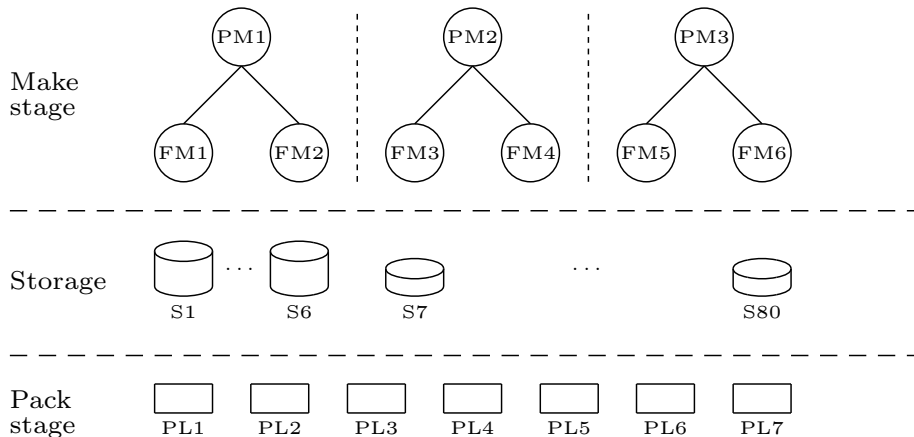 PM1 PM2 PM3
Make
stage
FM1 FM2 FM3 FM4 FM5 FM6
Storage
... ...
S1 S6 S7 S80
Pack
stage
PL1 PL2 PL3 PL4 PL5 PL6 PL7